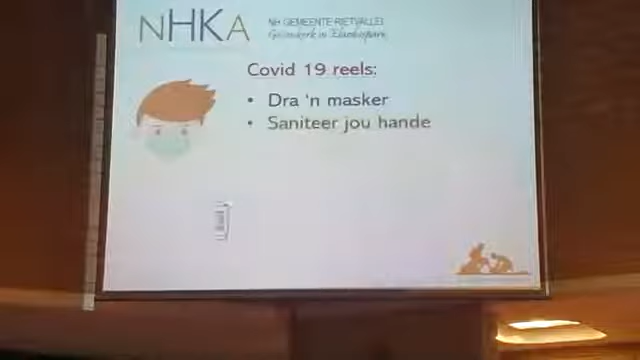 NHKA
NH GEMEENTE RIETVALLEI
Covid 19 reels:
• Dra 'n masker
• Saniteer jou hande